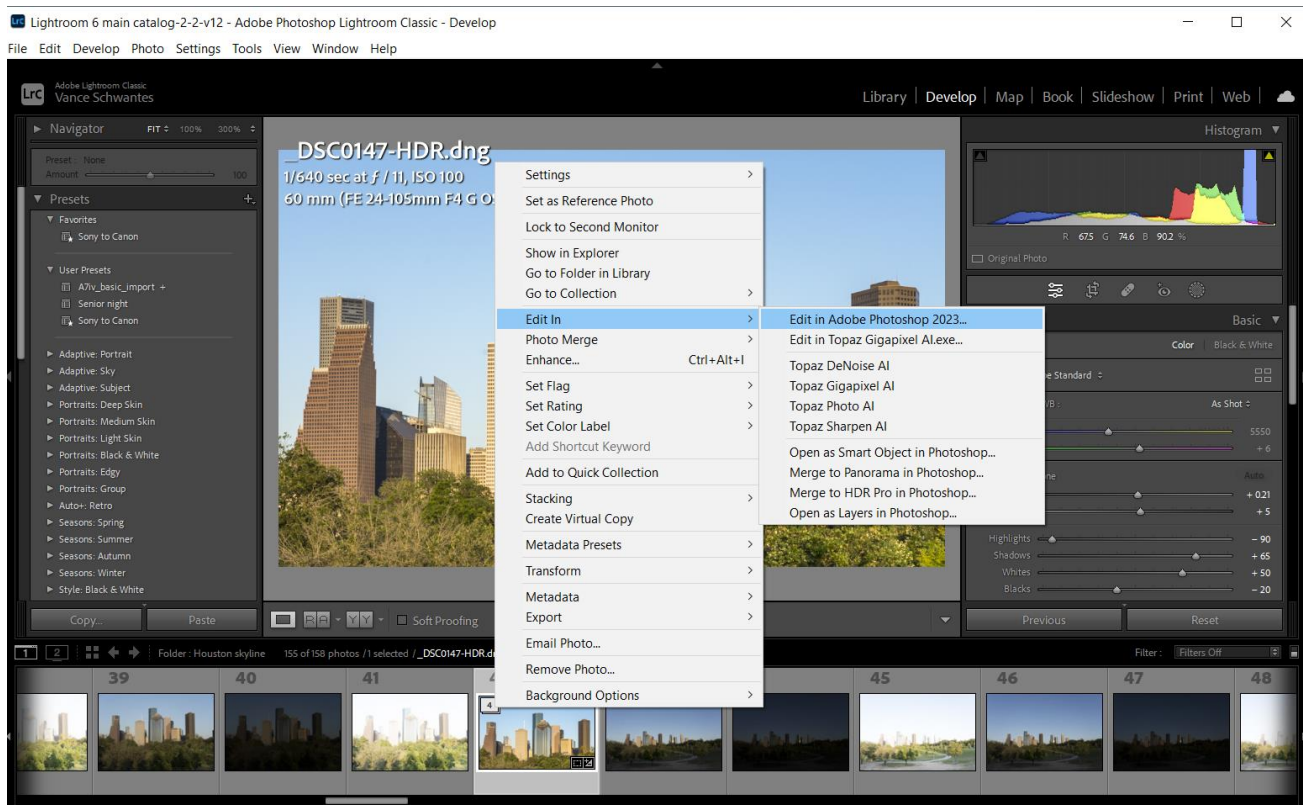 Lrc Lightroom 6 main catalog-2-2-v12 - Adobe Photoshop Lightroom Classic - Develop
File Edit Develop Photo Settings Tools View Window Help
Lrc
Adobe Lightroom Classic
Vance Schwantes
Library | Develop | Map | Book | Slideshow | Print | Web |
Navigator FIT 100% 300%
Preset : None
Amount 100
Presets
Favorites
Sony to Canon
User Presets
A7iv_basic_import +
Senior night
Sony to Canon
Adaptive: Portrait
Adaptive: Sky
Adaptive: Subject
Portraits: Deep Skin
Portraits: Medium Skin
Portraits: Light Skin
Portraits: Black & White
Portraits: Edgy
Portraits: Group
Auto+: Retro
Seasons: Spring
Seasons: Summer
Seasons: Autumn
Seasons: Winter
Style: Black & White
Copy... Paste
_DSC0147-HDR.dng
1/640 sec at ƒ / 11, ISO 100
60 mm (FE 24-105mm F4 G O
Settings
Set as Reference Photo
Lock to Second Monitor
Show in Explorer
Go to Folder in Library
Go to Collection
Edit In
Photo Merge
Enhance... Ctrl+Alt+I
Set Flag
Set Rating
Set Color Label
Add Shortcut Keyword
Add to Quick Collection
Stacking
Create Virtual Copy
Metadata Presets
Transform
Metadata
Export
Email Photo...
Remove Photo...
Background Options
Edit in Adobe Photoshop 2023...
Edit in Topaz Gigapixel AI.exe...
Topaz DeNoise AI
Topaz Gigapixel AI
Topaz Photo AI
Topaz Sharpen AI
Open as Smart Object in Photoshop...
Merge to Panorama in Photoshop...
Merge to HDR Pro in Photoshop...
Open as Layers in Photoshop...
Histogram
R 67.5 G 74.6 B 90.2 %
Original Photo
Basic
Color | Black & White
e Standard
VB : As Shot
5550
+ 6
ne Auto
+ 0.21
+ 5
Highlights - 90
Shadows + 65
Whites + 50
Blacks - 20
Previous Reset
R A Y Y Soft Proofing
1 2 Folder : Houston skyline 155 of 158 photos / 1 selected / _DSC0147-HDR.d
Filter : Filters Off
39 40 41 4 45 46 47 48
4